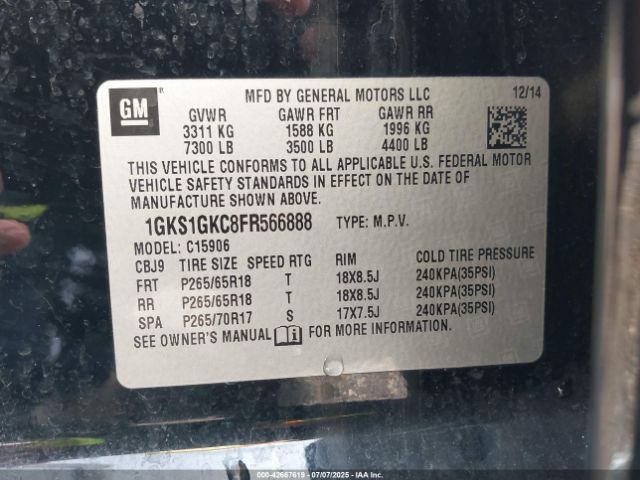 GM ®
MFD BY GENERAL MOTORS LLC 12/14
GVWR GAWR FRT GAWR RR
3311 KG 1588 KG 1996 KG
7300 LB 3500 LB 4400 LB
THIS VEHICLE CONFORMS TO ALL APPLICABLE U.S. FEDERAL MOTOR
VEHICLE SAFETY STANDARDS IN EFFECT ON THE DATE OF
MANUFACTURE SHOWN ABOVE.
1GKS1GKC8FR566888 TYPE: M.P.V.
MODEL: C15906
CBJ9 TIRE SIZE SPEED RTG RIM COLD TIRE PRESSURE
FRT P265/65R18 T 18X8.5J 240KPA(35PSI)
RR P265/65R18 T 18X8.5J 240KPA(35PSI)
SPA P265/70R17 S 17X7.5J 240KPA(35PSI)
SEE OWNER'S MANUAL FOR MORE INFORMATION.
000-42667619 - 07/07/2025 - IAAI.COM